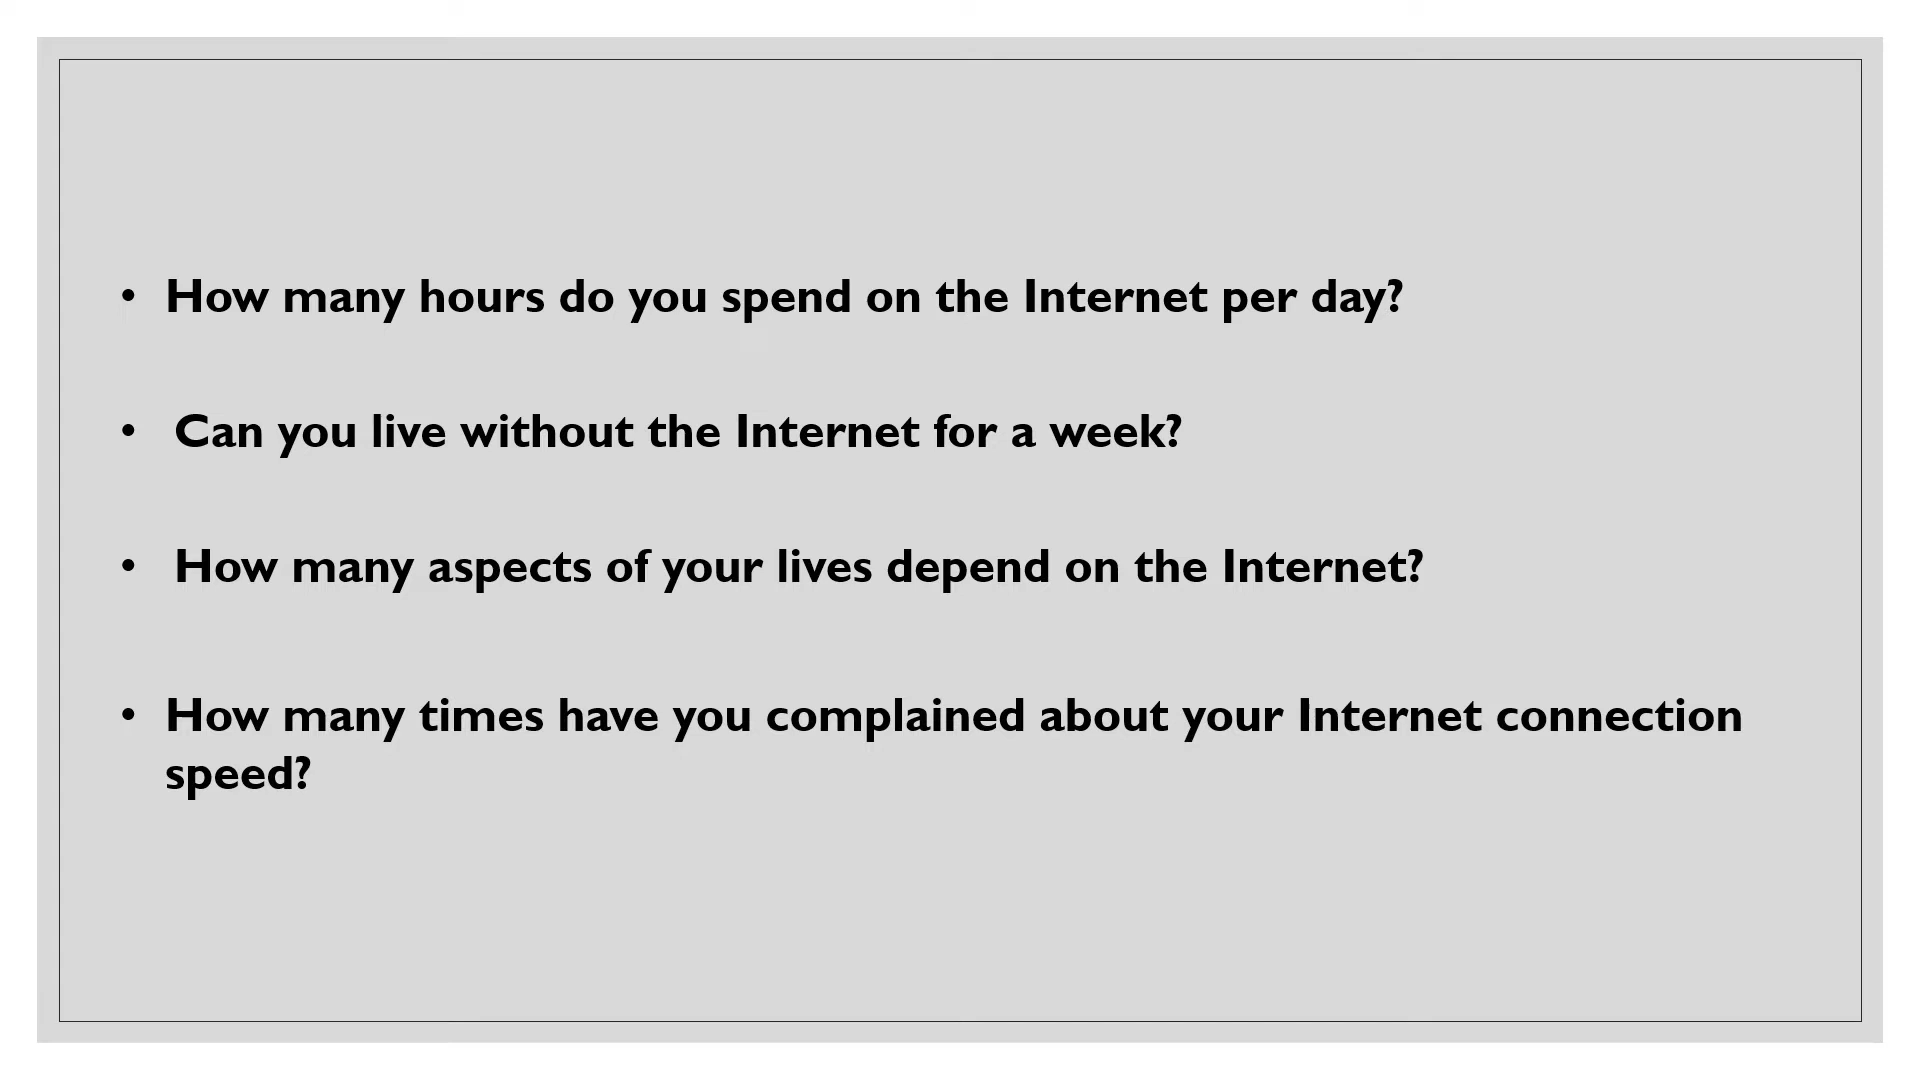 • How many hours do you spend on the Internet per day?
• Can you live without the Internet for a week?
• How many aspects of your lives depend on the Internet?
• How many times have you complained about your Internet connection
speed?